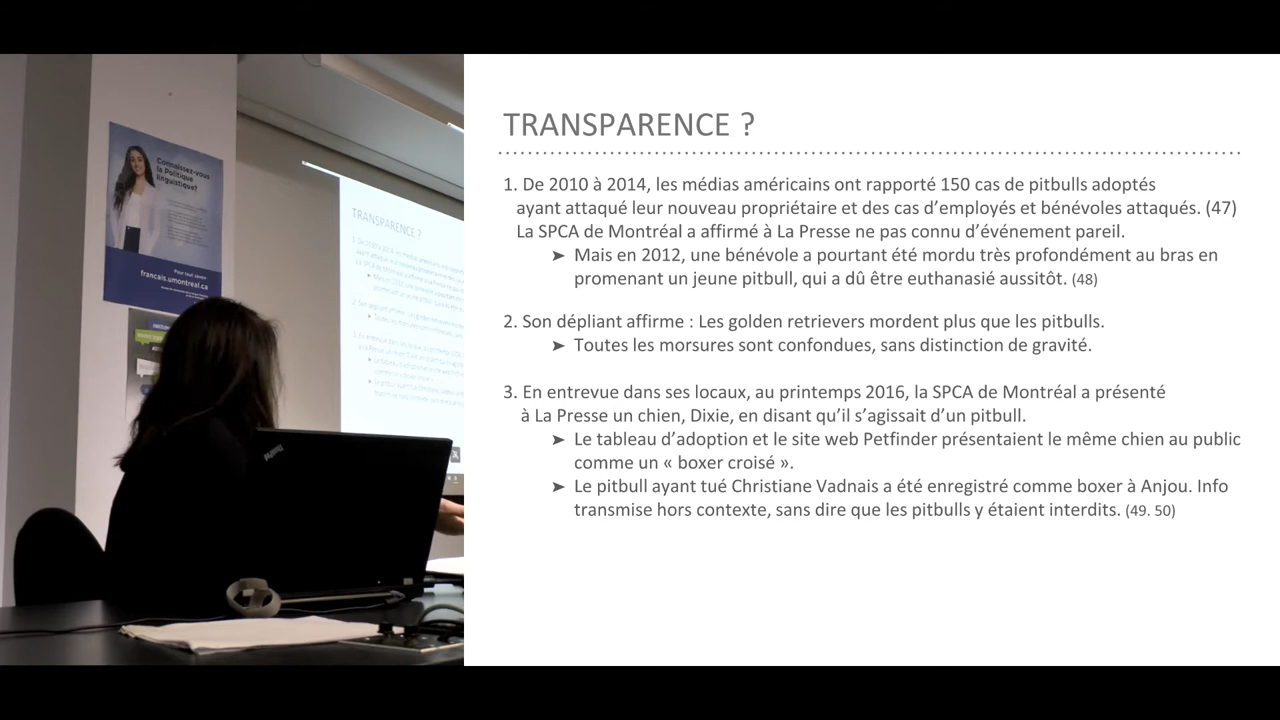 Connaissez-vous
la Politique
linguistique?
Pour tout savoir
francais.umontreal.ca
ThinkPad
TRANSPARENCE ?
TRANSPARENCE ?
1. De 2010 à 2014, les médias américains ont rapporté 150 cas de pitbulls adoptés
ayant attaqué leur nouveau propriétaire et des cas d’employés et bénévoles attaqués. (47)
La SPCA de Montréal a affirmé à La Presse ne pas connu d’événement pareil.
➤ Mais en 2012, une bénévole a pourtant été mordu très profondément au bras en
promenant un jeune pitbull, qui a dû être euthanasié aussitôt. (48)
2. Son dépliant affirme : Les golden retrievers mordent plus que les pitbulls.
➤ Toutes les morsures sont confondues, sans distinction de gravité.
3. En entrevue dans ses locaux, au printemps 2016, la SPCA de Montréal a présenté
à La Presse un chien, Dixie, en disant qu’il s’agissait d’un pitbull.
➤ Le tableau d’adoption et le site web Petfinder présentaient le même chien au public
comme un « boxer croisé ».
➤ Le pitbull ayant tué Christiane Vadnais a été enregistré comme boxer à Anjou. Info
transmise hors contexte, sans dire que les pitbulls y étaient interdits. (49. 50)